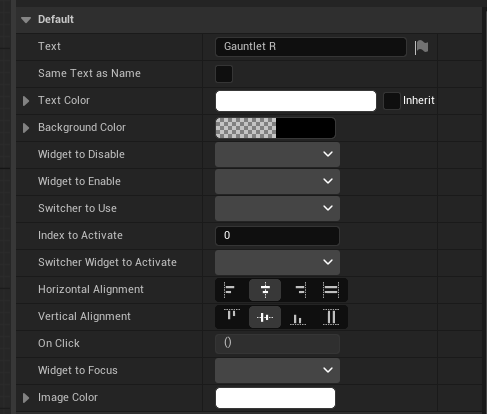 Default
Text Gauntlet R
Same Text as Name
Text Color Inherit
Background Color
Widget to Disable
Widget to Enable
Switcher to Use
Index to Activate 0
Switcher Widget to Activate
Horizontal Alignment
Vertical Alignment
On Click ()
Widget to Focus
Image Color